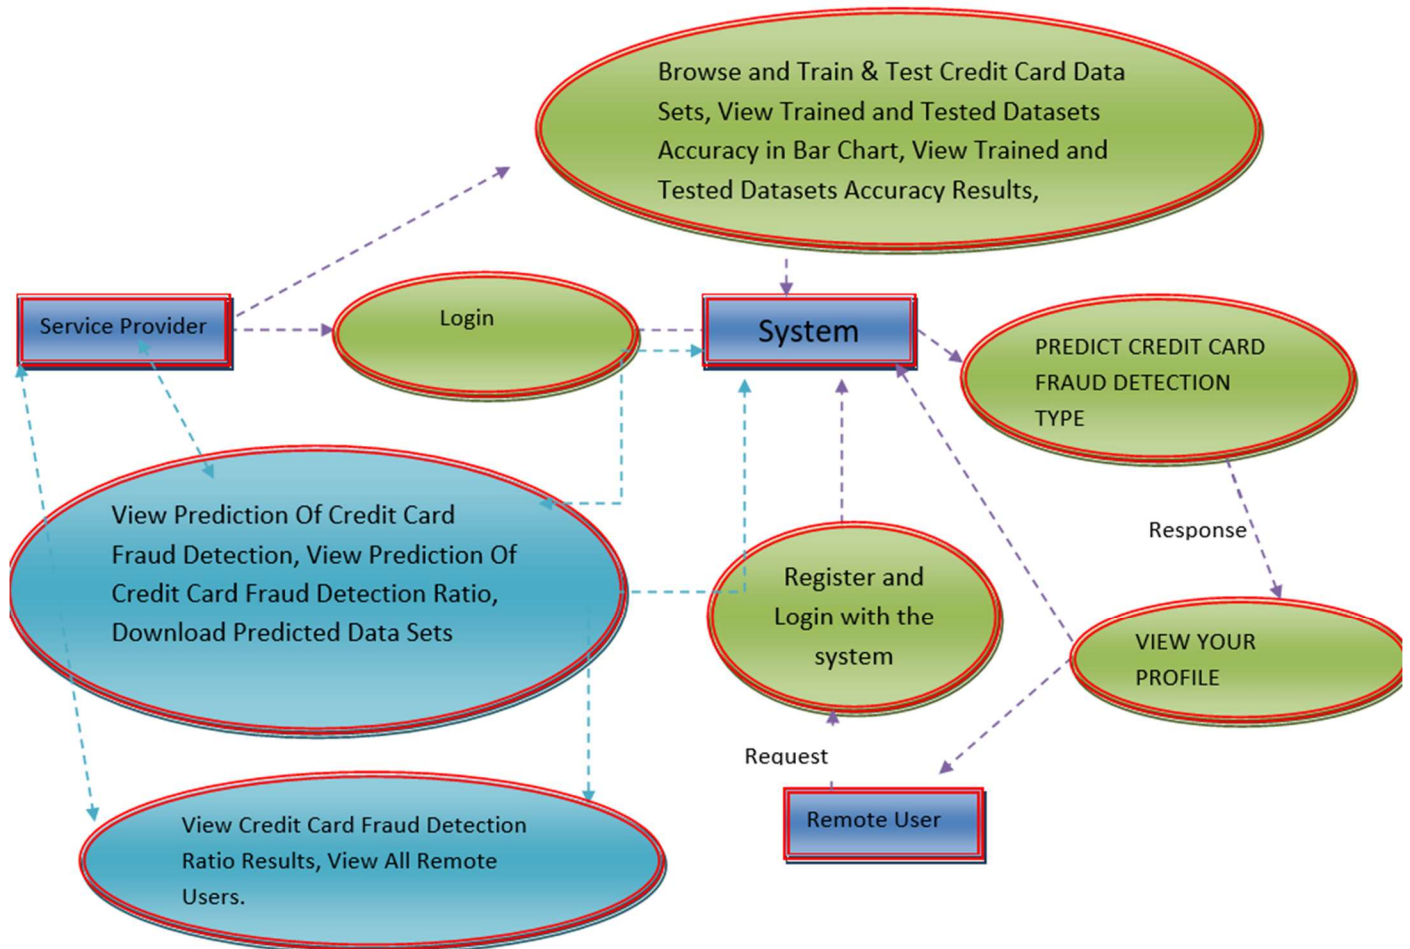 Browse and Train & Test Credit Card Data
Sets, View Trained and Tested Datasets
Accuracy in Bar Chart, View Trained and
Tested Datasets Accuracy Results,
Service Provider
Login
System
PREDICT CREDIT CARD
FRAUD DETECTION
TYPE
View Prediction Of Credit Card
Fraud Detection, View Prediction Of
Credit Card Fraud Detection Ratio,
Download Predicted Data Sets
Response
Register and
Login with the
system
VIEW YOUR
PROFILE
Request
Remote User
View Credit Card Fraud Detection
Ratio Results, View All Remote
Users.